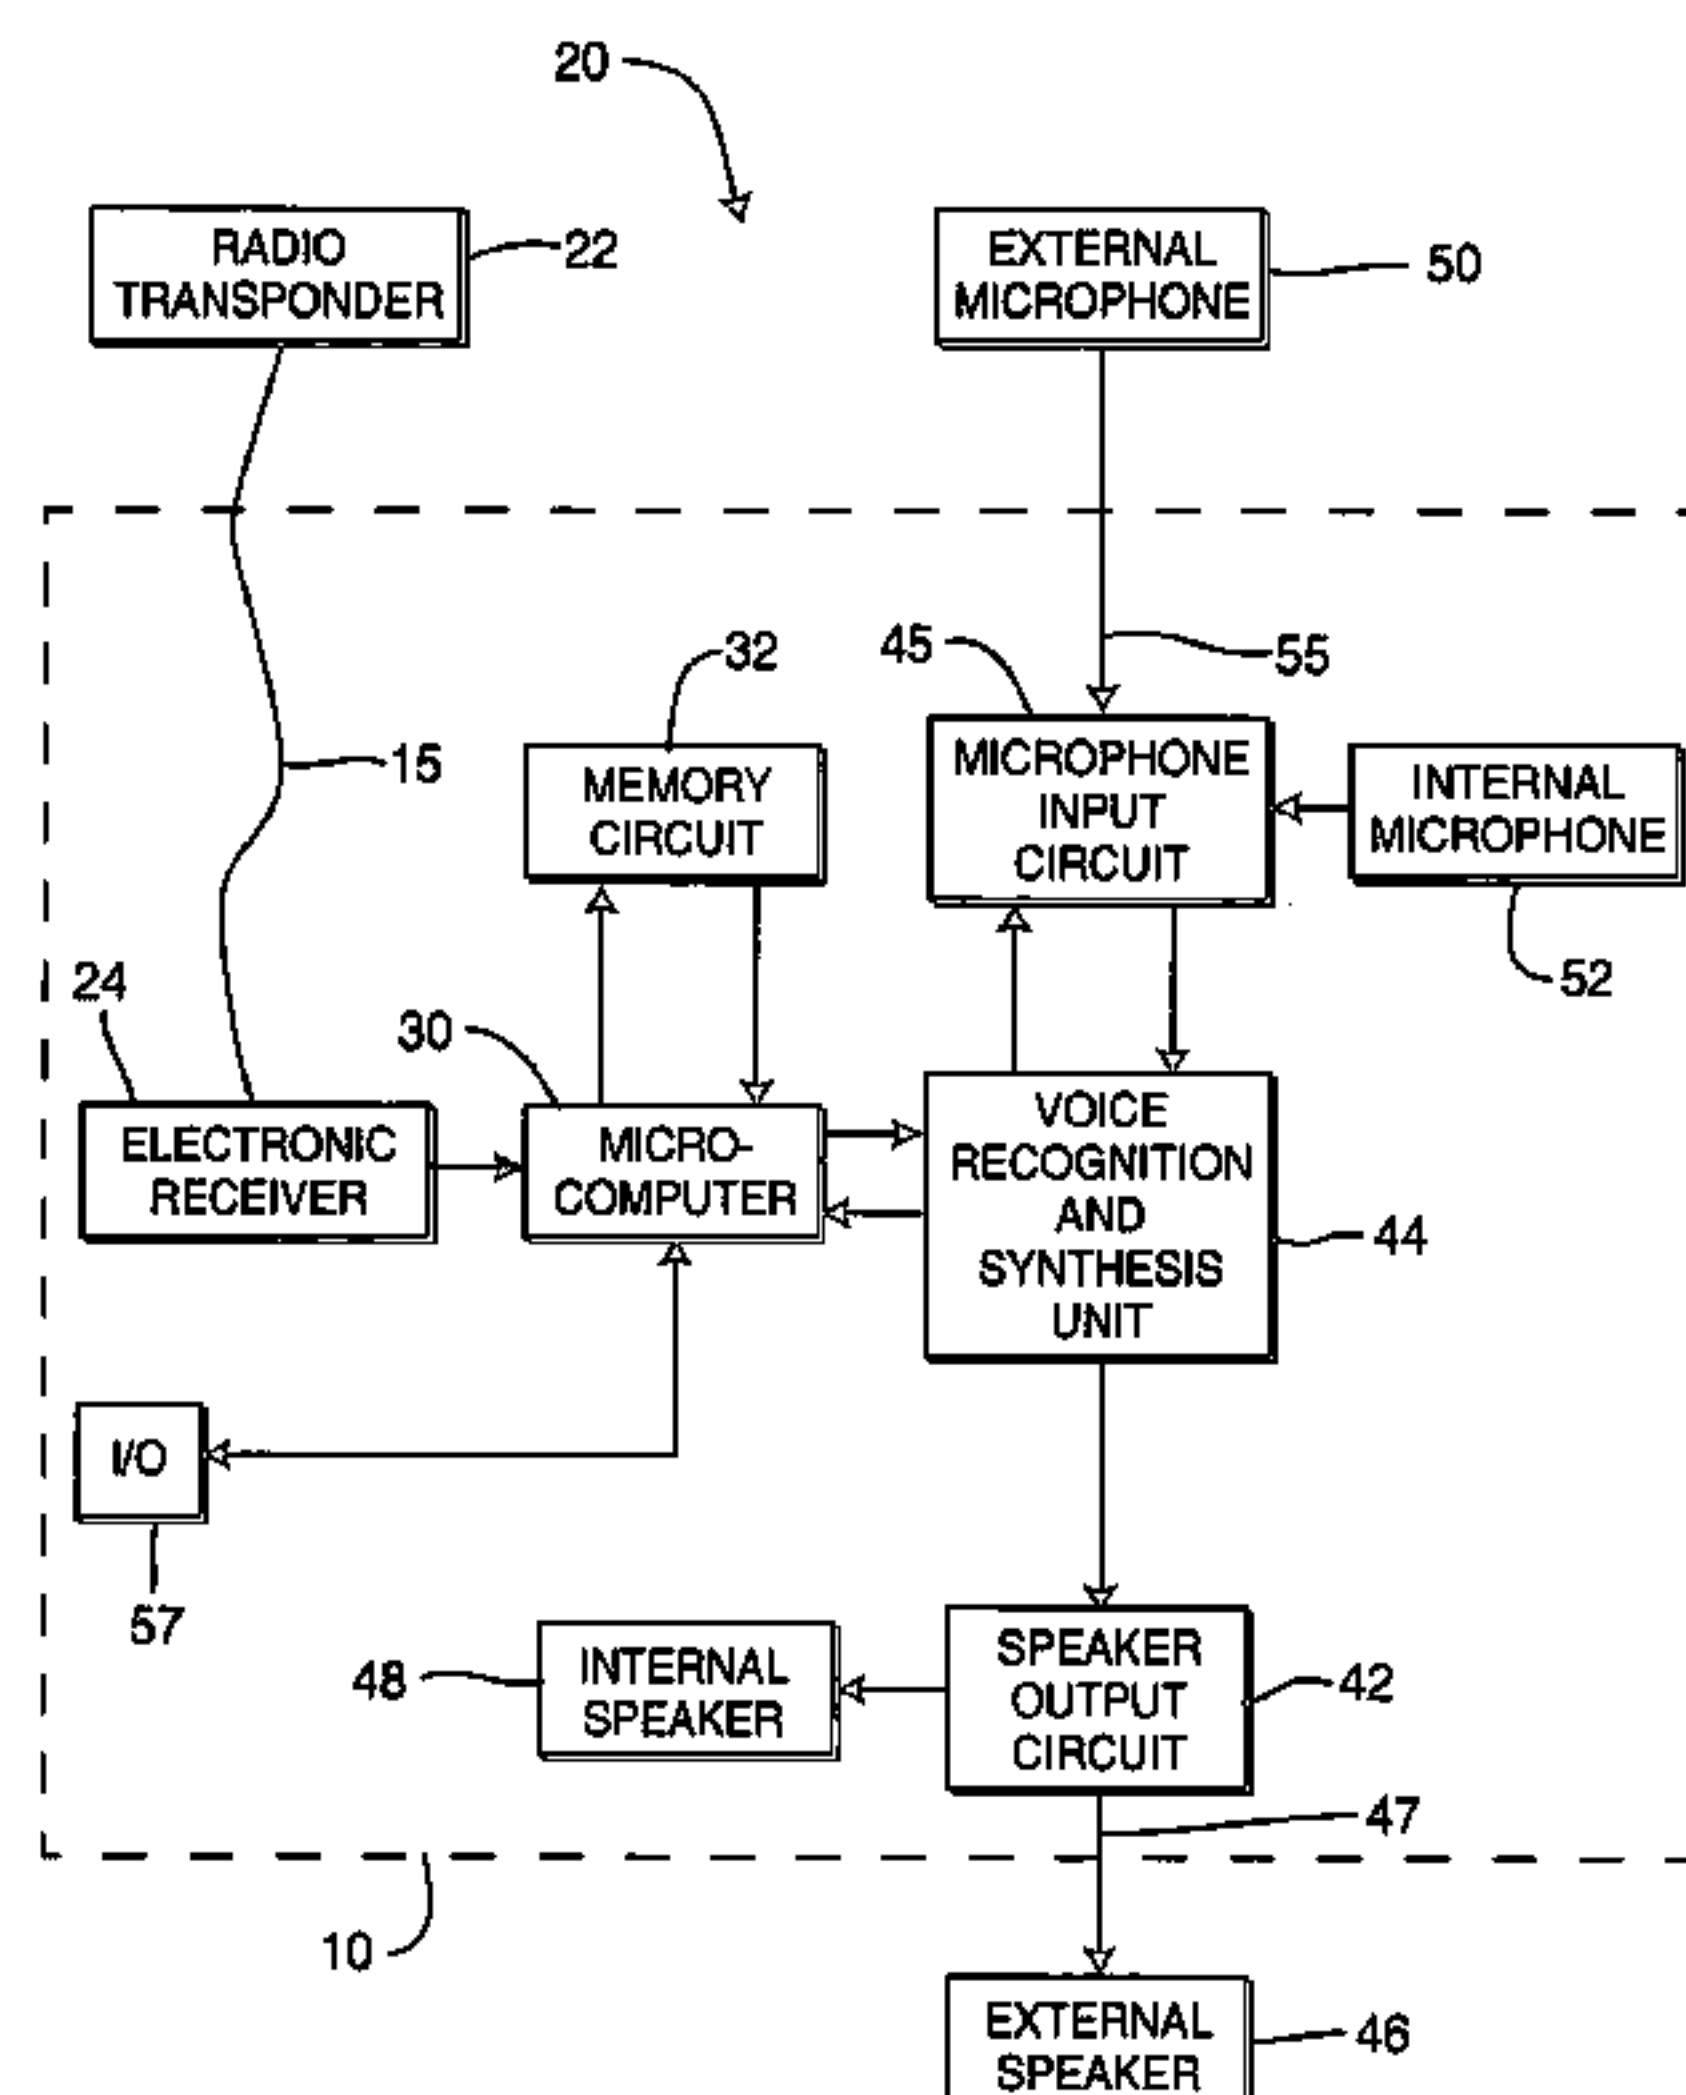 20
RADIO
TRANSPONDER
22
EXTERNAL
MICROPHONE
50
32
45
55
15
MEMORY
CIRCUIT
MICROPHONE
INPUT
CIRCUIT
INTERNAL
MICROPHONE
24
52
30
ELECTRONIC
RECEIVER
MICRO-
COMPUTER
VOICE
RECOGNITION
AND
SYNTHESIS
UNIT
44
I/O
57
48
INTERNAL
SPEAKER
SPEAKER
OUTPUT
CIRCUIT
42
47
10
EXTERNAL
SPEAKER
46